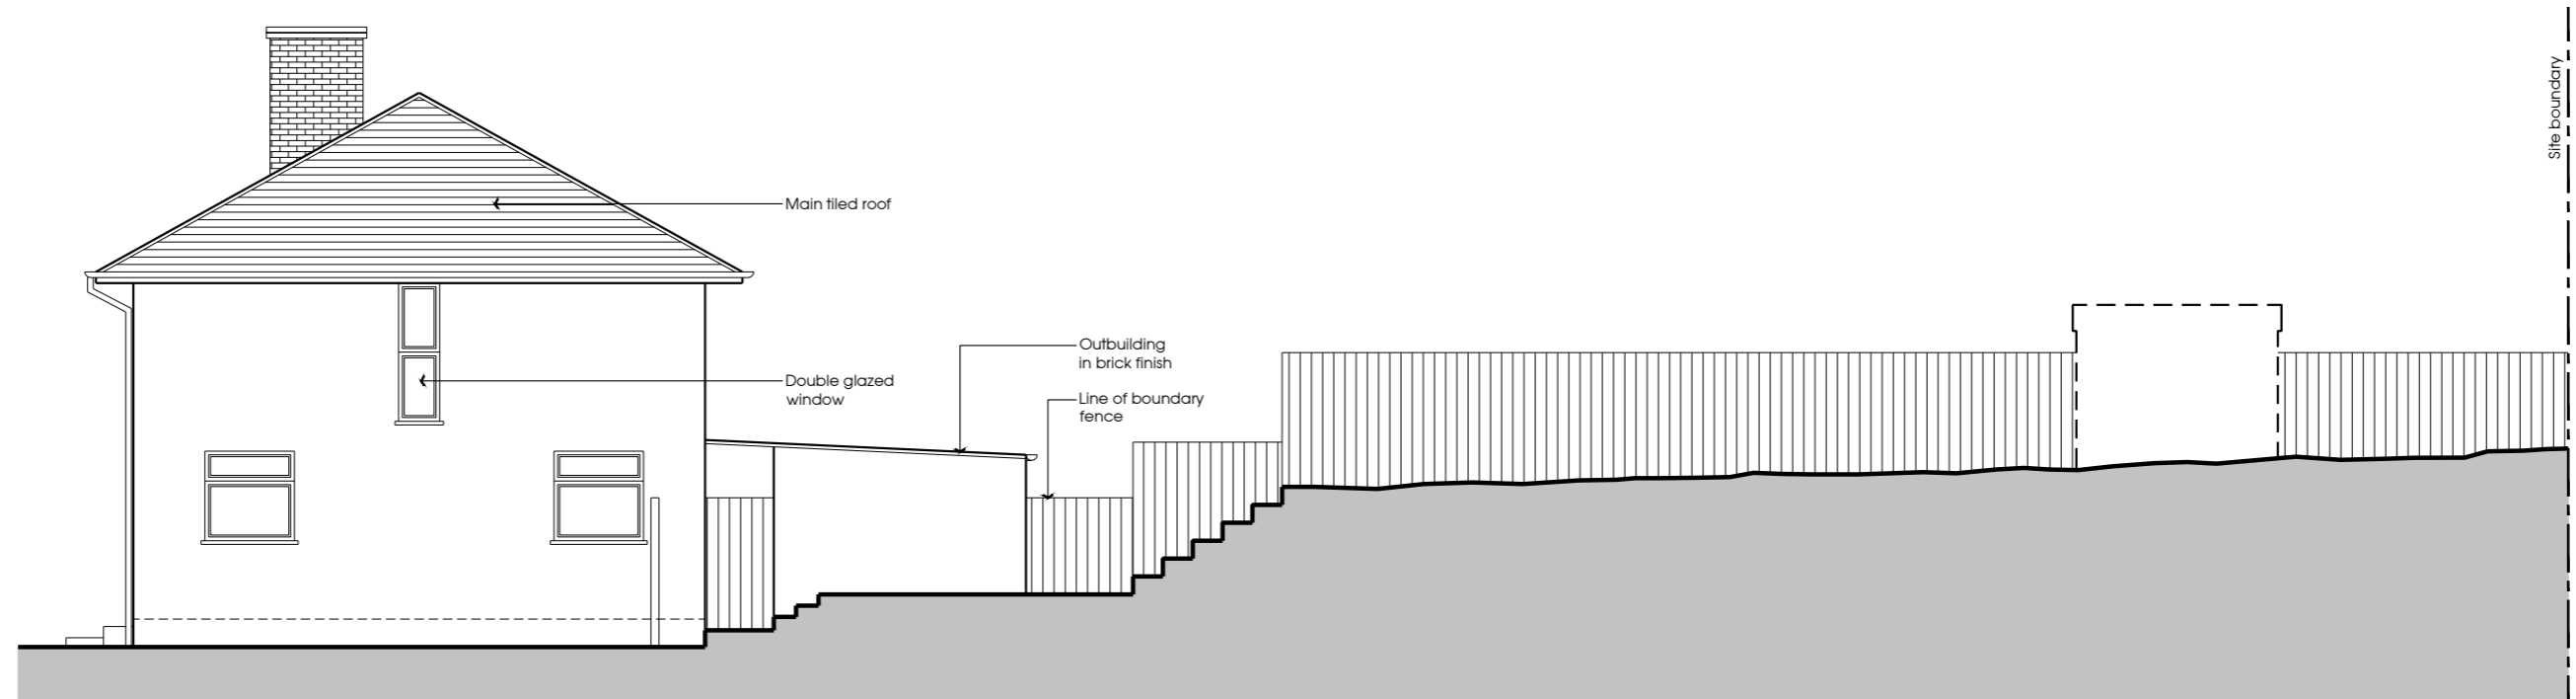 Main tiled roof
Double glazed
window
Outbuilding
in brick finish
Line of boundary
fence
Site boundary